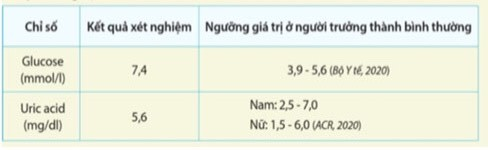 Chỉ số Kết quả xét nghiệm Ngưỡng giá trị ở người trưởng thành bình thường
Glucose
(mmol/l) 7,4 3,9 - 5,6 (Bộ Y tế, 2020)
Uric acid
(mg/dl) 5,6 Nam: 2,5 - 7,0
Nữ: 1,5 - 6,0 (ACR, 2020)